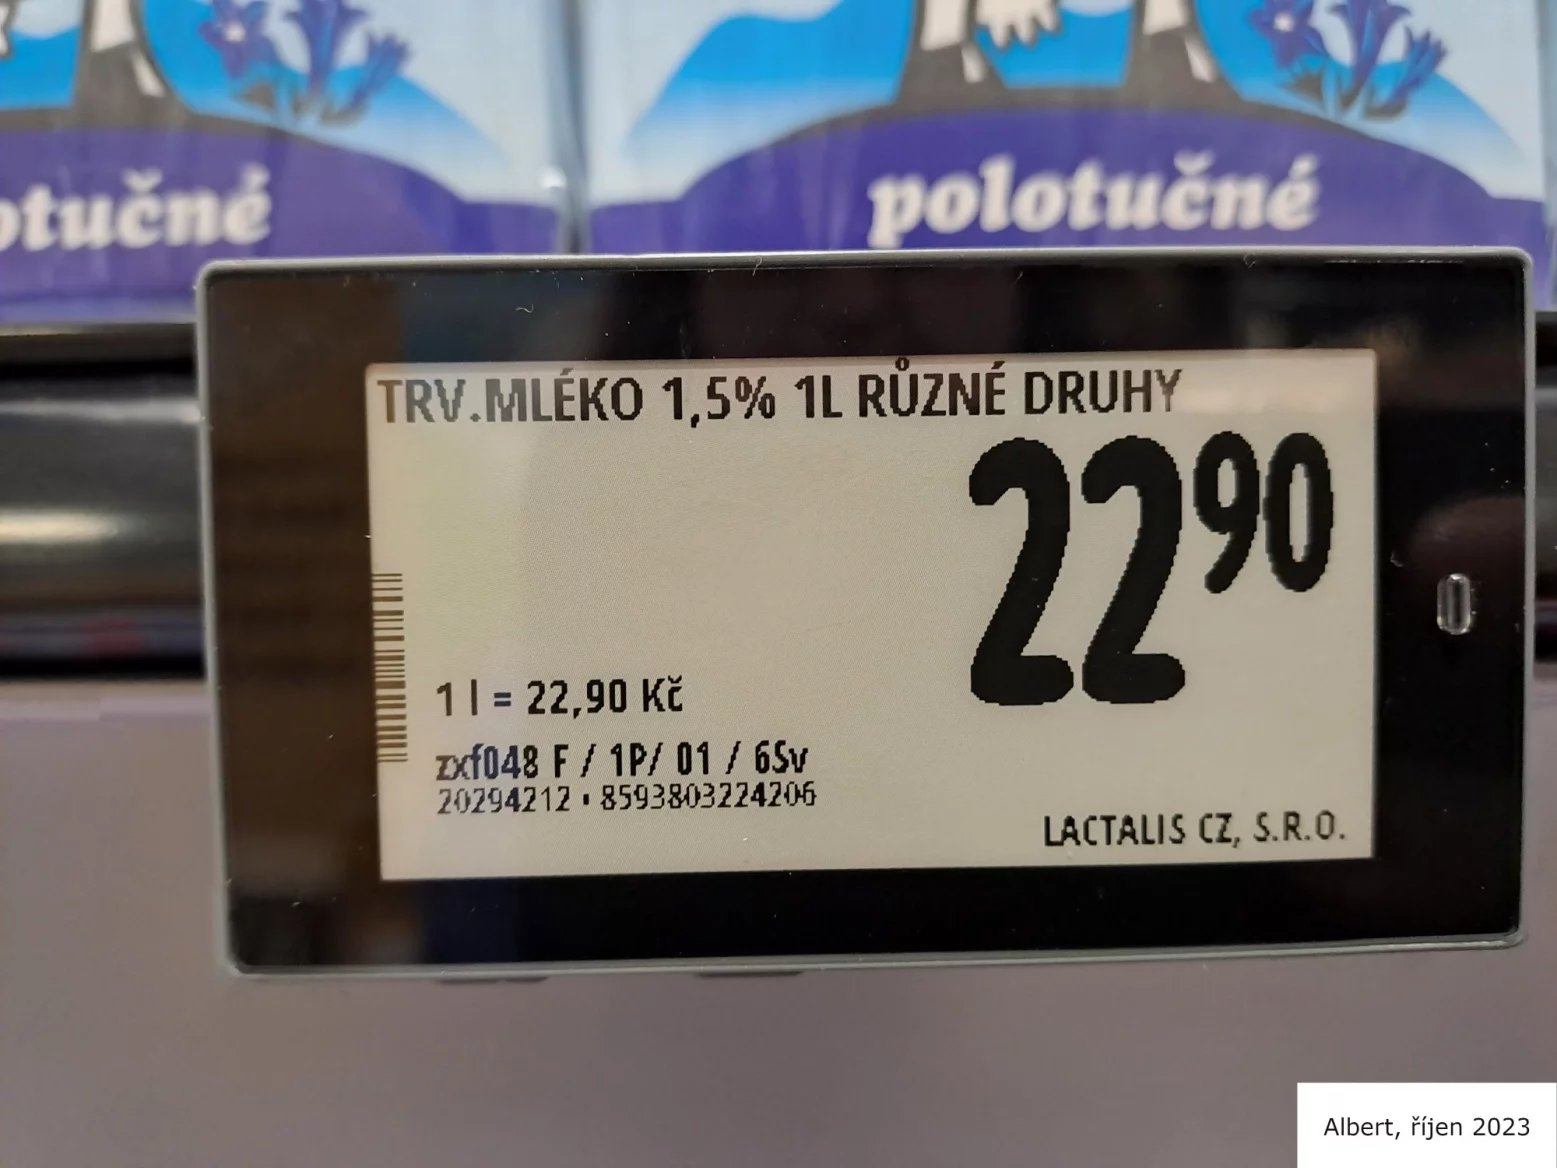 otučné
polotučné
TRV.MLÉKO 1,5% 1L RŮZNÉ DRUHY
22 90
1 l = 22,90 Kč
zxf048 F / 1P/ 01 / 6Sv
20294212 • 8593803224206
LACTALIS CZ, S.R.O.
Albert, říjen 2023